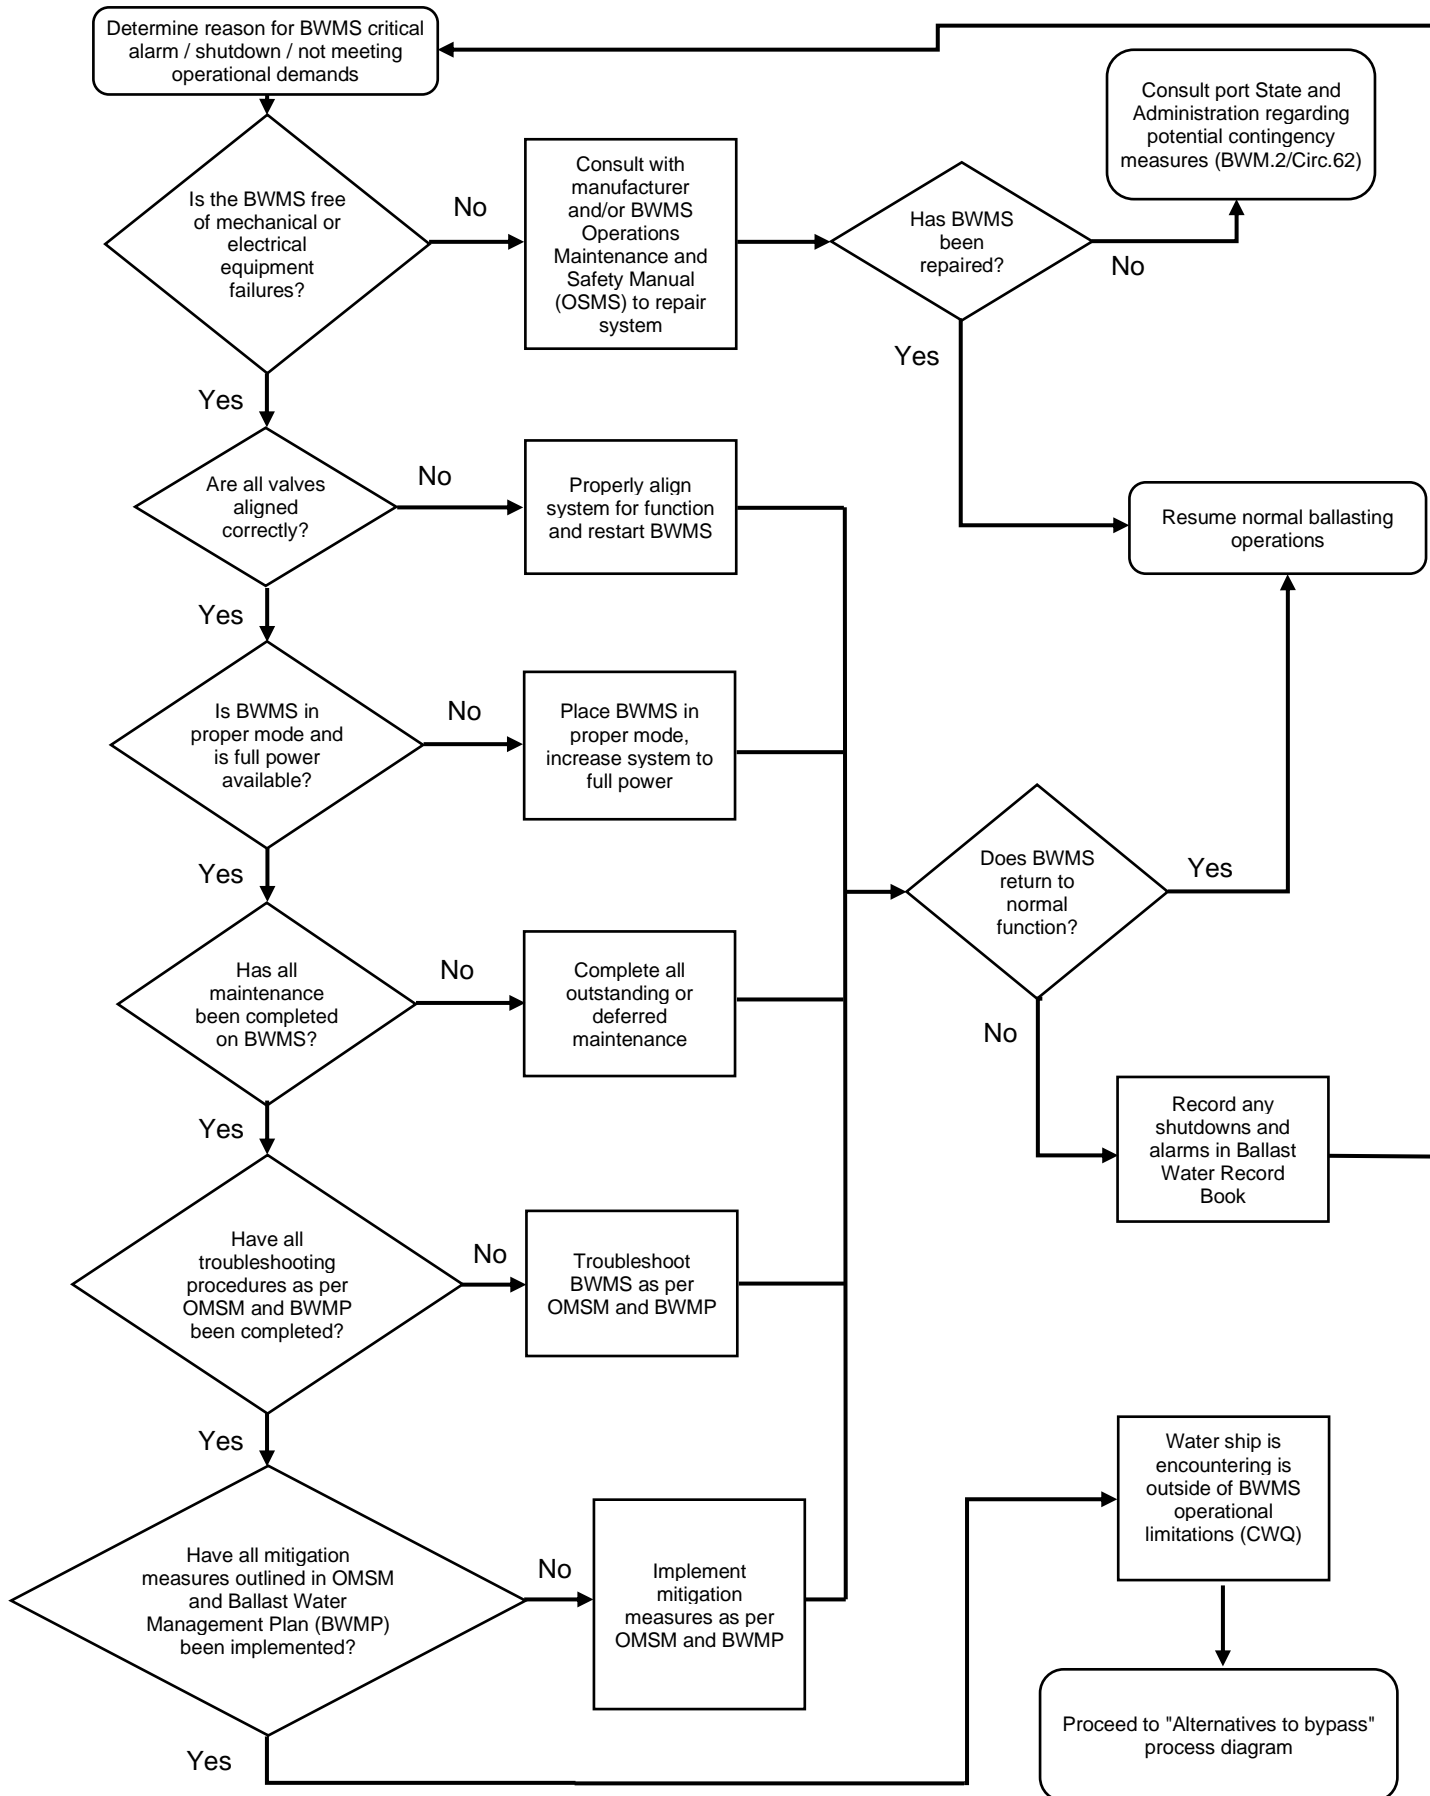 Determine reason for BWMS critical
alarm / shutdown / not meeting
operational demands
Consult port State and
Administration regarding
potential contingency
measures (BWM.2/Circ.62)
Is the BWMS free
of mechanical or
electrical
equipment
failures?
No
Consult with
manufacturer
and/or BWMS
Operations
Maintenance and
Safety Manual
(OSMS) to repair
system
Has BWMS
been
repaired?
No
Yes
Yes
Are all valves
aligned
correctly?
No
Properly align
system for function
and restart BWMS
Resume normal ballasting
operations
Yes
Is BWMS in
proper mode and
is full power
available?
No
Place BWMS in
proper mode,
increase system to
full power
Does BWMS
return to
normal
function?
Yes
Yes
Has all
maintenance
been completed
on BWMS?
No
Complete all
outstanding or
deferred
maintenance
No
Record any
shutdowns and
alarms in Ballast
Water Record
Book
Yes
Have all
troubleshooting
procedures as per
OMSM and BWMP
been completed?
No
Troubleshoot
BWMS as per
OMSM and BWMP
Yes
Water ship is
encountering is
outside of BWMS
operational
limitations (CWQ)
Have all mitigation
measures outlined in OMSM
and Ballast Water
Management Plan (BWMP)
been implemented?
No
Implement
mitigation
measures as per
OMSM and BWMP
Yes
Proceed to "Alternatives to bypass"
process diagram